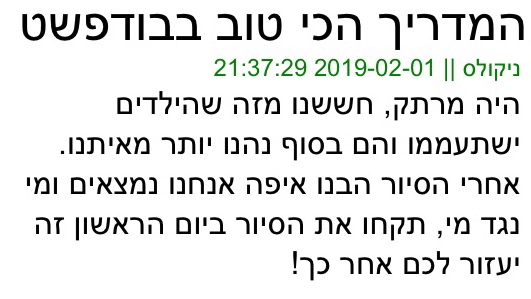 המדריך הכי טוב בבודפשט
ניקולס || 2019-02-01 21:37:29
היה מרתק, חששנו מזה שהילדים
ישתעממו והם בסוף נהנו יותר מאיתנו.
אחרי הסיור הבנו איפה אנחנו נמצאים ומי
נגד מי, תקחו את הסיור ביום הראשון זה
יעזור לכם אחר כך!